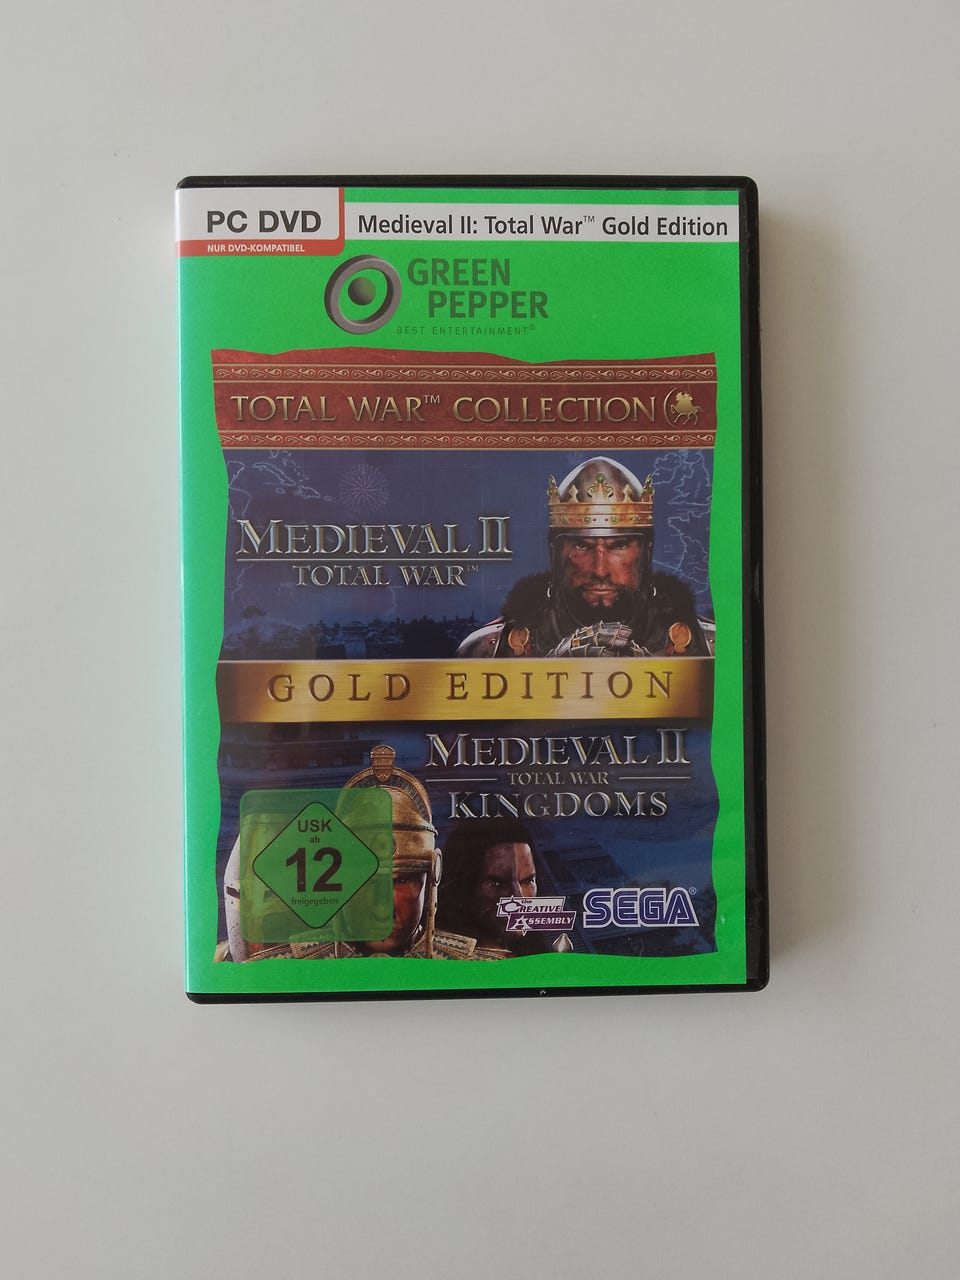 PC DVD
NUR DVD-KOMPATIBEL
Medieval II: Total War™ Gold Edition
GREEN
PEPPER
BEST ENTERTAINMENT®
TOTAL WAR™ COLLECTION
MEDIEVAL II
TOTAL WAR™
GOLD EDITION
MEDIEVAL II
TOTAL WAR™
KINGDOMS
USK
ab
12
freigegeben
the
CREATIVE
ASSEMBLY
SEGA®